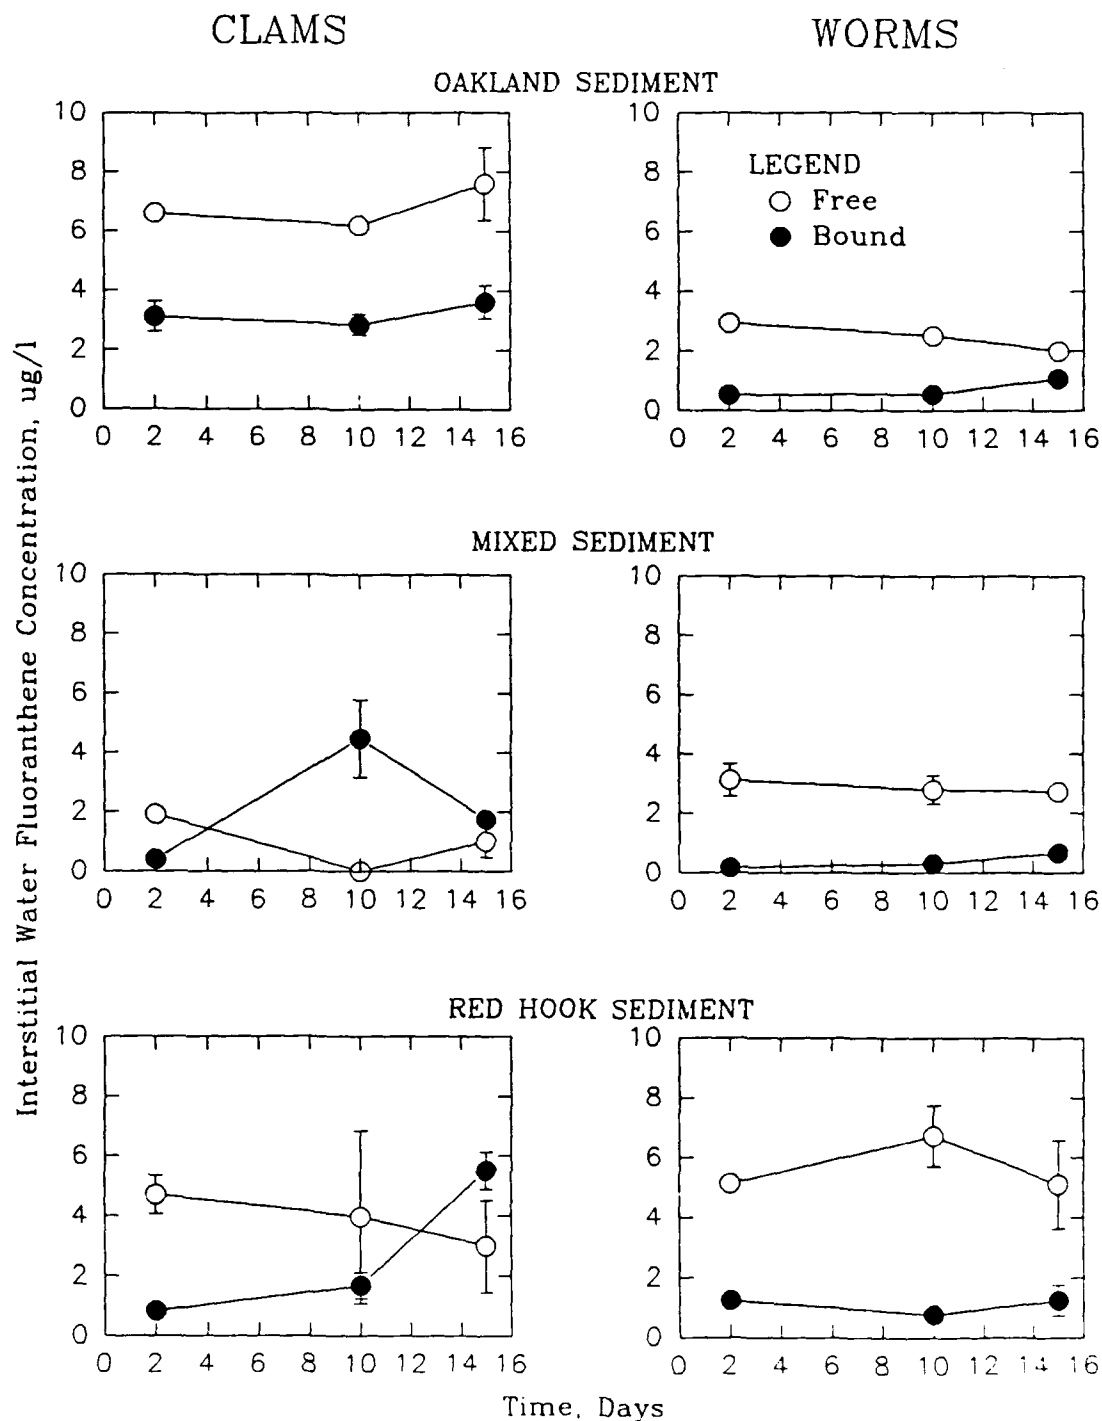 CLAMS
WORMS
OAKLAND SEDIMENT
10
8
6
4
2
0
0 2 4 6 8 10 12 14 16
10
8
6
4
2
0
0 2 4 6 8 10 12 14 16
LEGEND
Free
Bound
MIXED SEDIMENT
10
8
6
4
2
0
0 2 4 6 8 10 12 14 16
10
8
6
4
2
0
0 2 4 6 8 10 12 14 16
RED HOOK SEDIMENT
10
8
6
4
2
0
0 2 4 6 8 10 12 14 16
10
8
6
4
2
0
0 2 4 6 8 10 12 14 16
Interstitial Water Fluoranthene Concentration, ug/l
Time, Days